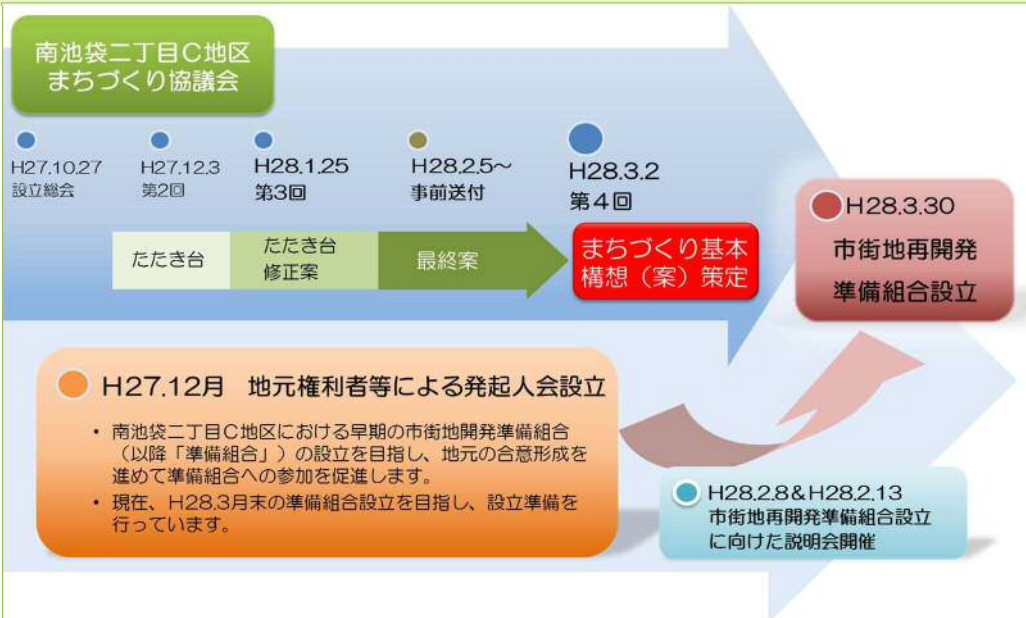 南池袋二丁目C地区
まちづくり協議会
H27.10.27
設立総会
H27.12.3
第2回
H28.1.25
第3回
H28.2.5～
事前送付
H28.3.2
第4回
たたき台
たたき台
修正案
最終案
まちづくり基本
構想（案）策定
H28.3.30
市街地再開発
準備組合設立
H27.12月 地元権利者等による発起人会設立
• 南池袋二丁目C地区における早期の市街地開発準備組合
（以降「準備組合」）の設立を目指し、地元の合意形成を
進めて準備組合への参加を促進します。
• 現在、H28.3月末の準備組合設立を目指し、設立準備を
行っています。
H28.2.8&H28.2.13
市街地再開発準備組合設立
に向けた説明会開催